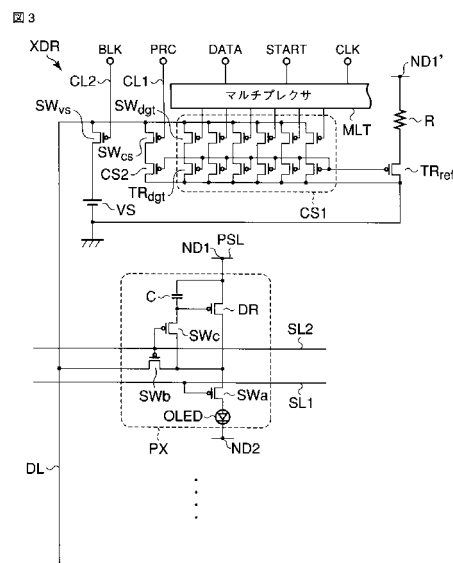 図3
XDR
BLK PRC DATA START CLK
CL2 CL1 ND1'
マルチプレクサ
SWvs SWdgt MLT R
SWcs
CS2 TRref
TRdgt
VS CS1
ND1 PSL
C DR
SWc
SL2
SWb SWa SL1
OLED
PX ND2
DL